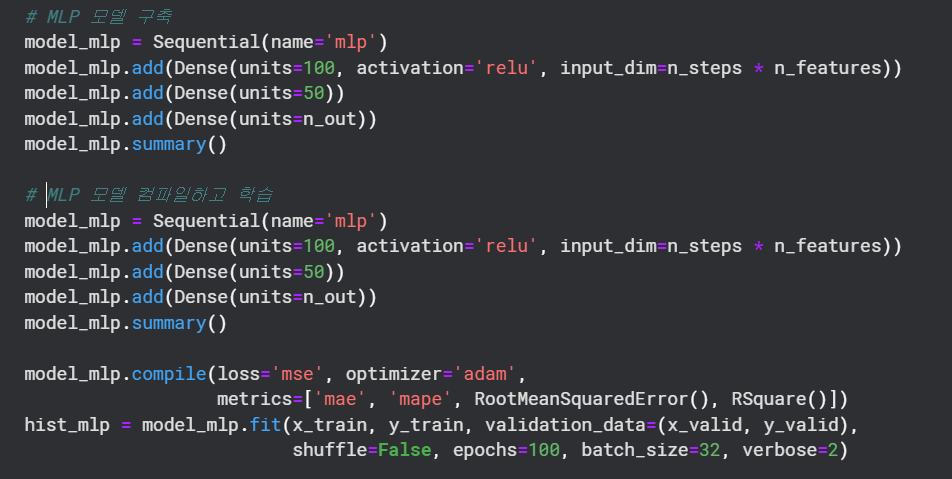 # MLP 모델 구축
model_mlp = Sequential(name='mlp')
model_mlp.add(Dense(units=100, activation='relu', input_dim=n_steps * n_features))
model_mlp.add(Dense(units=50))
model_mlp.add(Dense(units=n_out))
model_mlp.summary()

# MLP 모델 컴파일하고 학습
model_mlp = Sequential(name='mlp')
model_mlp.add(Dense(units=100, activation='relu', input_dim=n_steps * n_features))
model_mlp.add(Dense(units=50))
model_mlp.add(Dense(units=n_out))
model_mlp.summary()

model_mlp.compile(loss='mse', optimizer='adam',
                  metrics=['mae', 'mape', RootMeanSquaredError(), RSquare()])
hist_mlp = model_mlp.fit(x_train, y_train, validation_data=(x_valid, y_valid),
                         shuffle=False, epochs=100, batch_size=32, verbose=2)